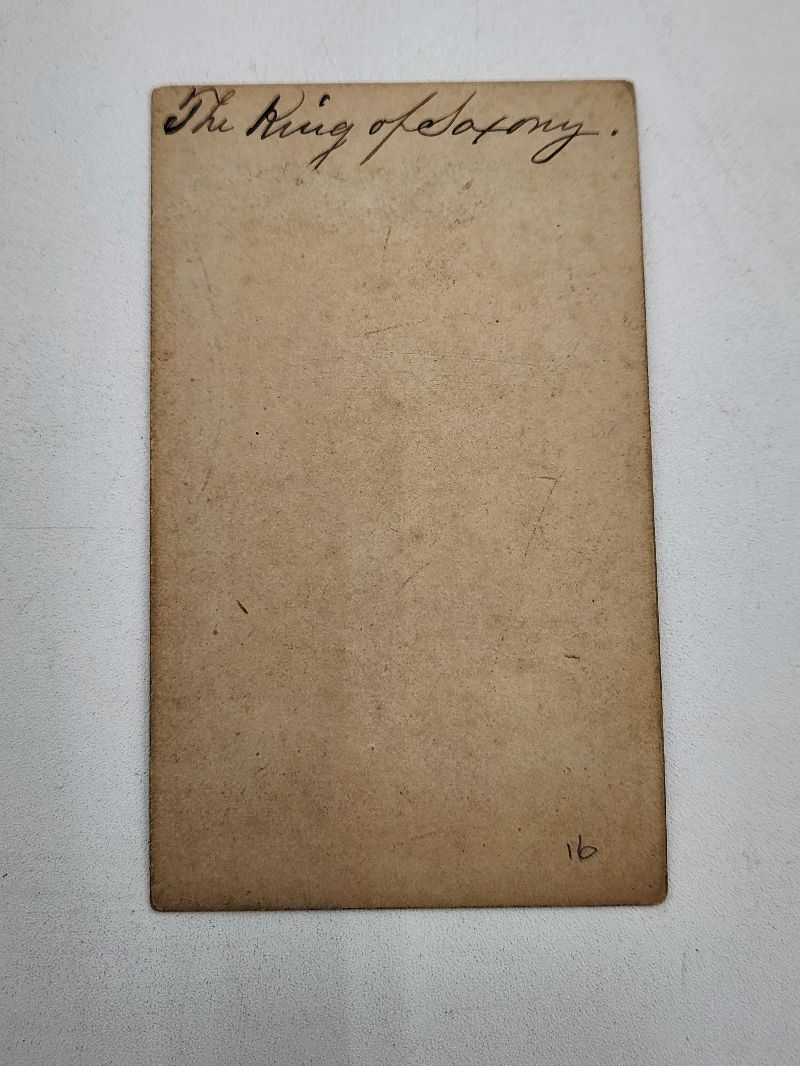 The King of Saxony.
16